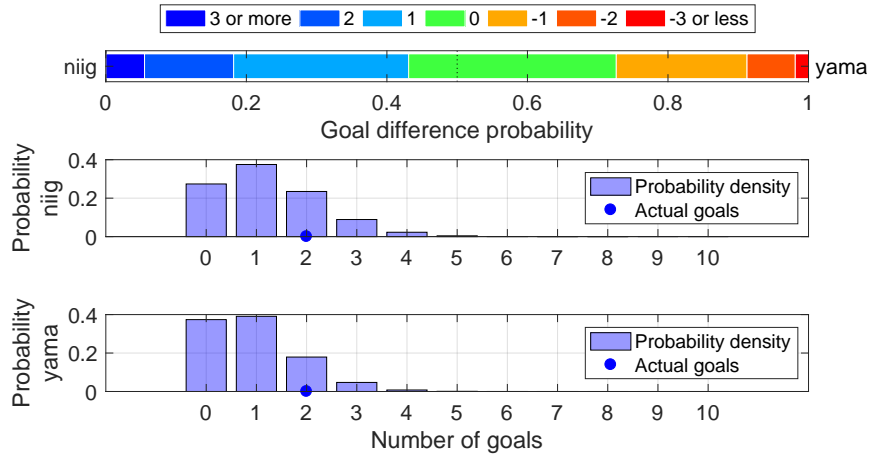 3 or more 2 1 0 -1 -2 -3 or less
niig yama
0 0.2 0.4 0.6 0.8 1
Goal difference probability
Probability
niig
0.4
0.2
0
Probability density
Actual goals
0 1 2 3 4 5 6 7 8 9 10
Probability
yama
0.4
0.2
0
Probability density
Actual goals
0 1 2 3 4 5 6 7 8 9 10
Number of goals